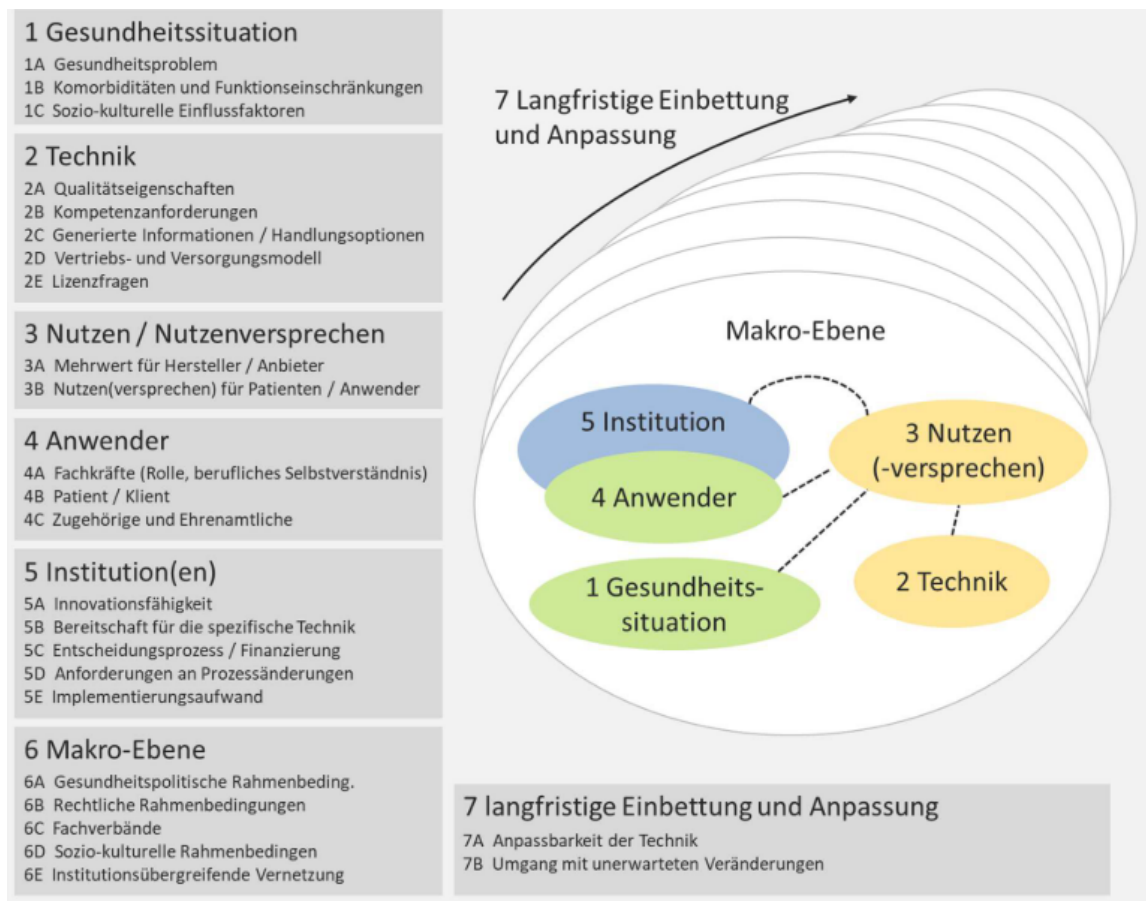 1 Gesundheitssituation
1A Gesundheitsproblem
1B Komorbiditäten und Funktionseinschränkungen
1C Sozio-kulturelle Einflussfaktoren
2 Technik
2A Qualitätseigenschaften
2B Kompetenzanforderungen
2C Generierte Informationen / Handlungsoptionen
2D Vertriebs- und Versorgungsmodell
2E Lizenzfragen
3 Nutzen / Nutzenversprechen
3A Mehrwert für Hersteller / Anbieter
3B Nutzen(versprechen) für Patienten / Anwender
4 Anwender
4A Fachkräfte (Rolle, berufliches Selbstverständnis)
4B Patient / Klient
4C Zugehörige und Ehrenamtliche
5 Institution(en)
5A Innovationsfähigkeit
5B Bereitschaft für die spezifische Technik
5C Entscheidungsprozess / Finanzierung
5D Anforderungen an Prozessänderungen
5E Implementierungsaufwand
6 Makro-Ebene
6A Gesundheitspolitische Rahmenbeding.
6B Rechtliche Rahmenbedingungen
6C Fachverbände
6D Sozio-kulturelle Rahmenbedingen
6E Institutionsübergreifende Vernetzung
7 Langfristige Einbettung
und Anpassung
Makro-Ebene
5 Institution
3 Nutzen
(-versprechen)
4 Anwender
1 Gesundheits-
situation
2 Technik
7 langfristige Einbettung und Anpassung
7A Anpassbarkeit der Technik
7B Umgang mit unerwarteten Veränderungen